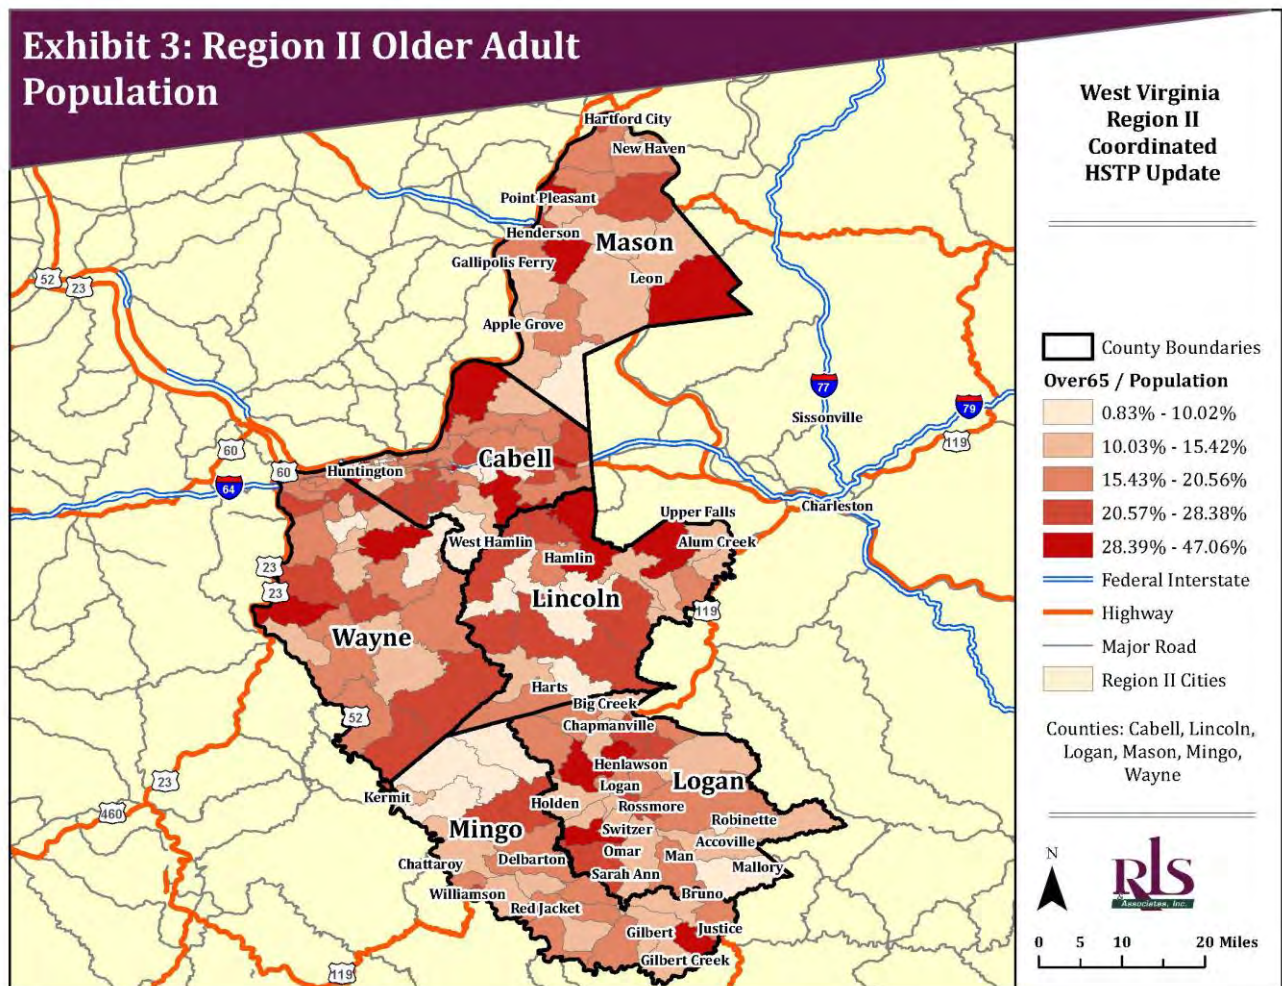 Exhibit 3: Region II Older Adult
Population
Hartford City
New Haven
Point Pleasant
Henderson
Mason
Gallipolis Ferry
Leon
Apple Grove
52
23
60
60
64
Huntington
Cabell
77
Sissonville
79
119
Charleston
Upper Falls
West Hamlin
Alum Creek
Hamlin
23
23
Lincoln
119
Wayne
Harts
Big Creek
52
Chapmanville
Henlawson
23
Logan
Logan
Kermit
Holden
Rossmore
460
Mingo
Switzer
Robinette
Omar
Accoville
Chattaroy
Delbarton
Man
Sarah Ann
Mallory
Williamson
Bruno
Red Jacket
Gilbert
Justice
Gilbert Creek
119
West Virginia
Region II
Coordinated
HSTP Update
County Boundaries
Over65 / Population
0.83% - 10.02%
10.03% - 15.42%
15.43% - 20.56%
20.57% - 28.38%
28.39% - 47.06%
Federal Interstate
Highway
Major Road
Region II Cities
Counties: Cabell, Lincoln,
Logan, Mason, Mingo,
Wayne
N
RLS
& Associates, Inc.
0 5 10 20 Miles